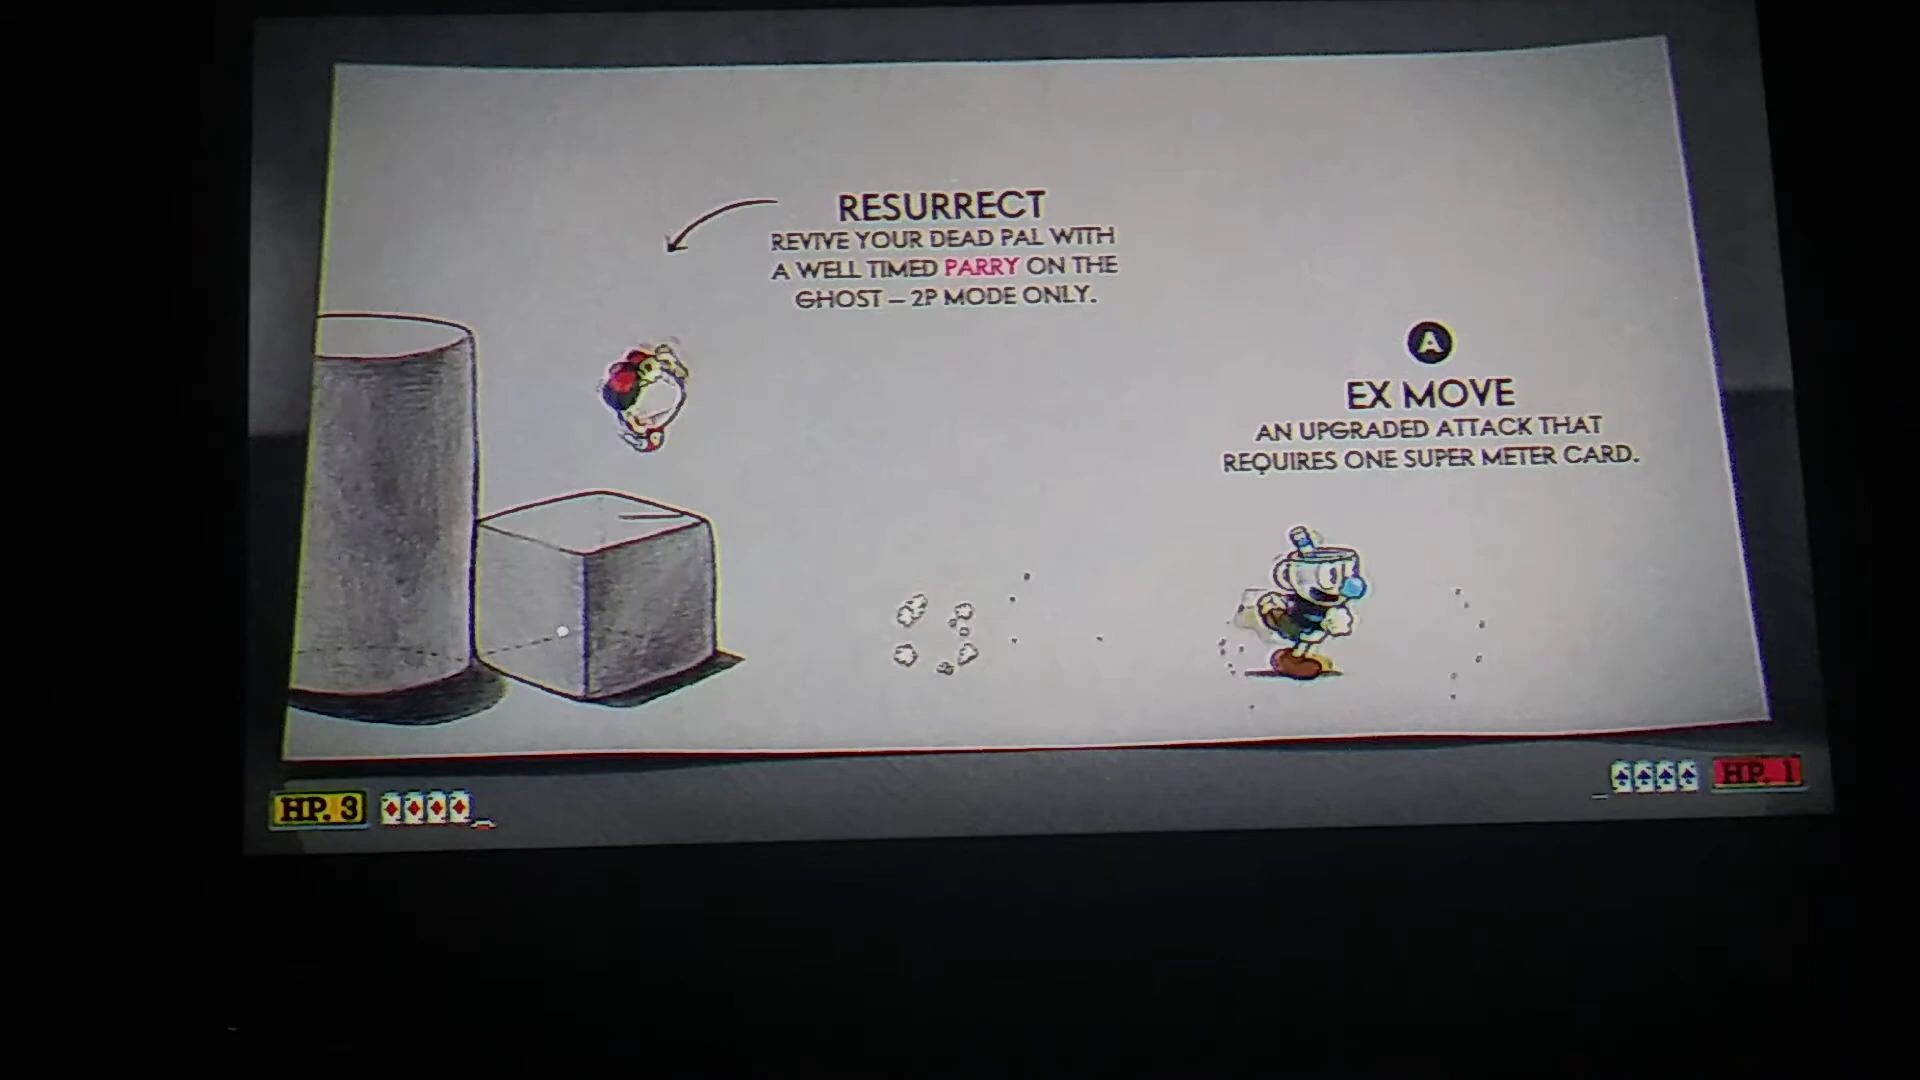 RESURRECT
REVIVE YOUR DEAD PAL WITH
A WELL TIMED PARRY ON THE
GHOST – 2P MODE ONLY.
A
EX MOVE
AN UPGRADED ATTACK THAT
REQUIRES ONE SUPER METER CARD.
HP. 3
HP. 1